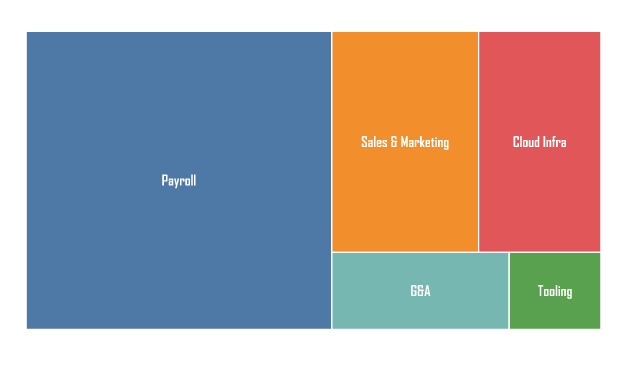 Payroll
Sales & Marketing
Cloud Infra
G&A
Tooling